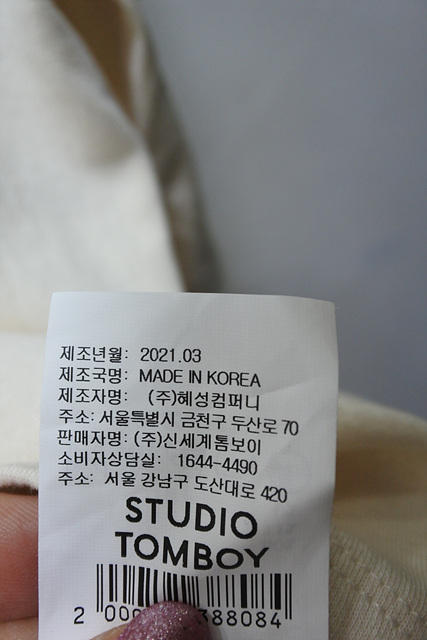 제조년월: 2021.03
제조국명: MADE IN KOREA
제조자명: (주)혜성컴퍼니
주소: 서울특별시 금천구 두산로 70
판매자명: (주)신세계톰보이
소비자상담실: 1644-4490
주소: 서울 강남구 도산대로 420
STUDIO
TOMBOY